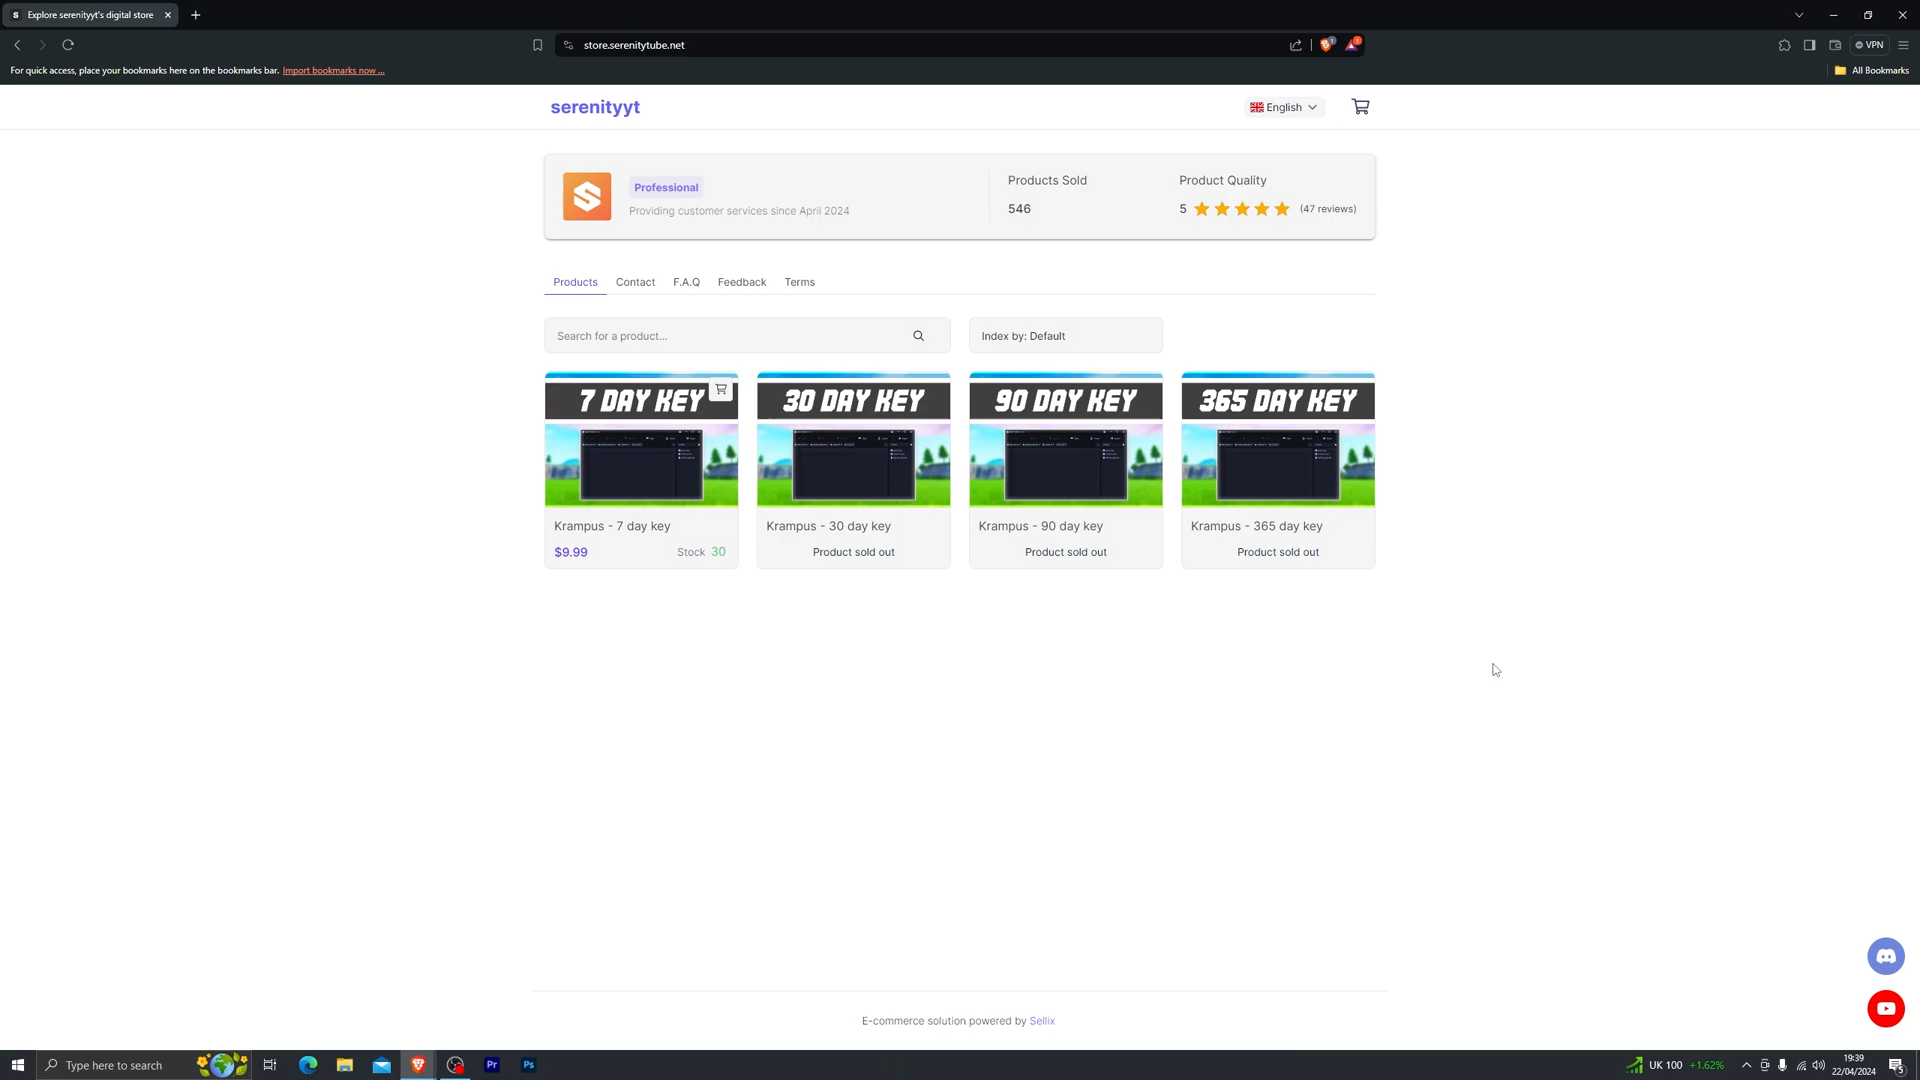 Explore serenityyt's digital store
store.serenitytube.net
VPN
For quick access, place your bookmarks here on the bookmarks bar. Import bookmarks now ...
All Bookmarks
serenityyt
English
Professional
Providing customer services since April 2024
Products Sold
546
Product Quality
5 (47 reviews)
Products Contact F.A.Q Feedback Terms
Search for a product...
Index by: Default
7 DAY KEY
30 DAY KEY
90 DAY KEY
365 DAY KEY
Krampus - 7 day key
$9.99 Stock 30
Krampus - 30 day key
Product sold out
Krampus - 90 day key
Product sold out
Krampus - 365 day key
Product sold out
E-commerce solution powered by Sellix
Type here to search
Pr
Ps
UK 100 +1.62%
19:39
22/04/2024
5